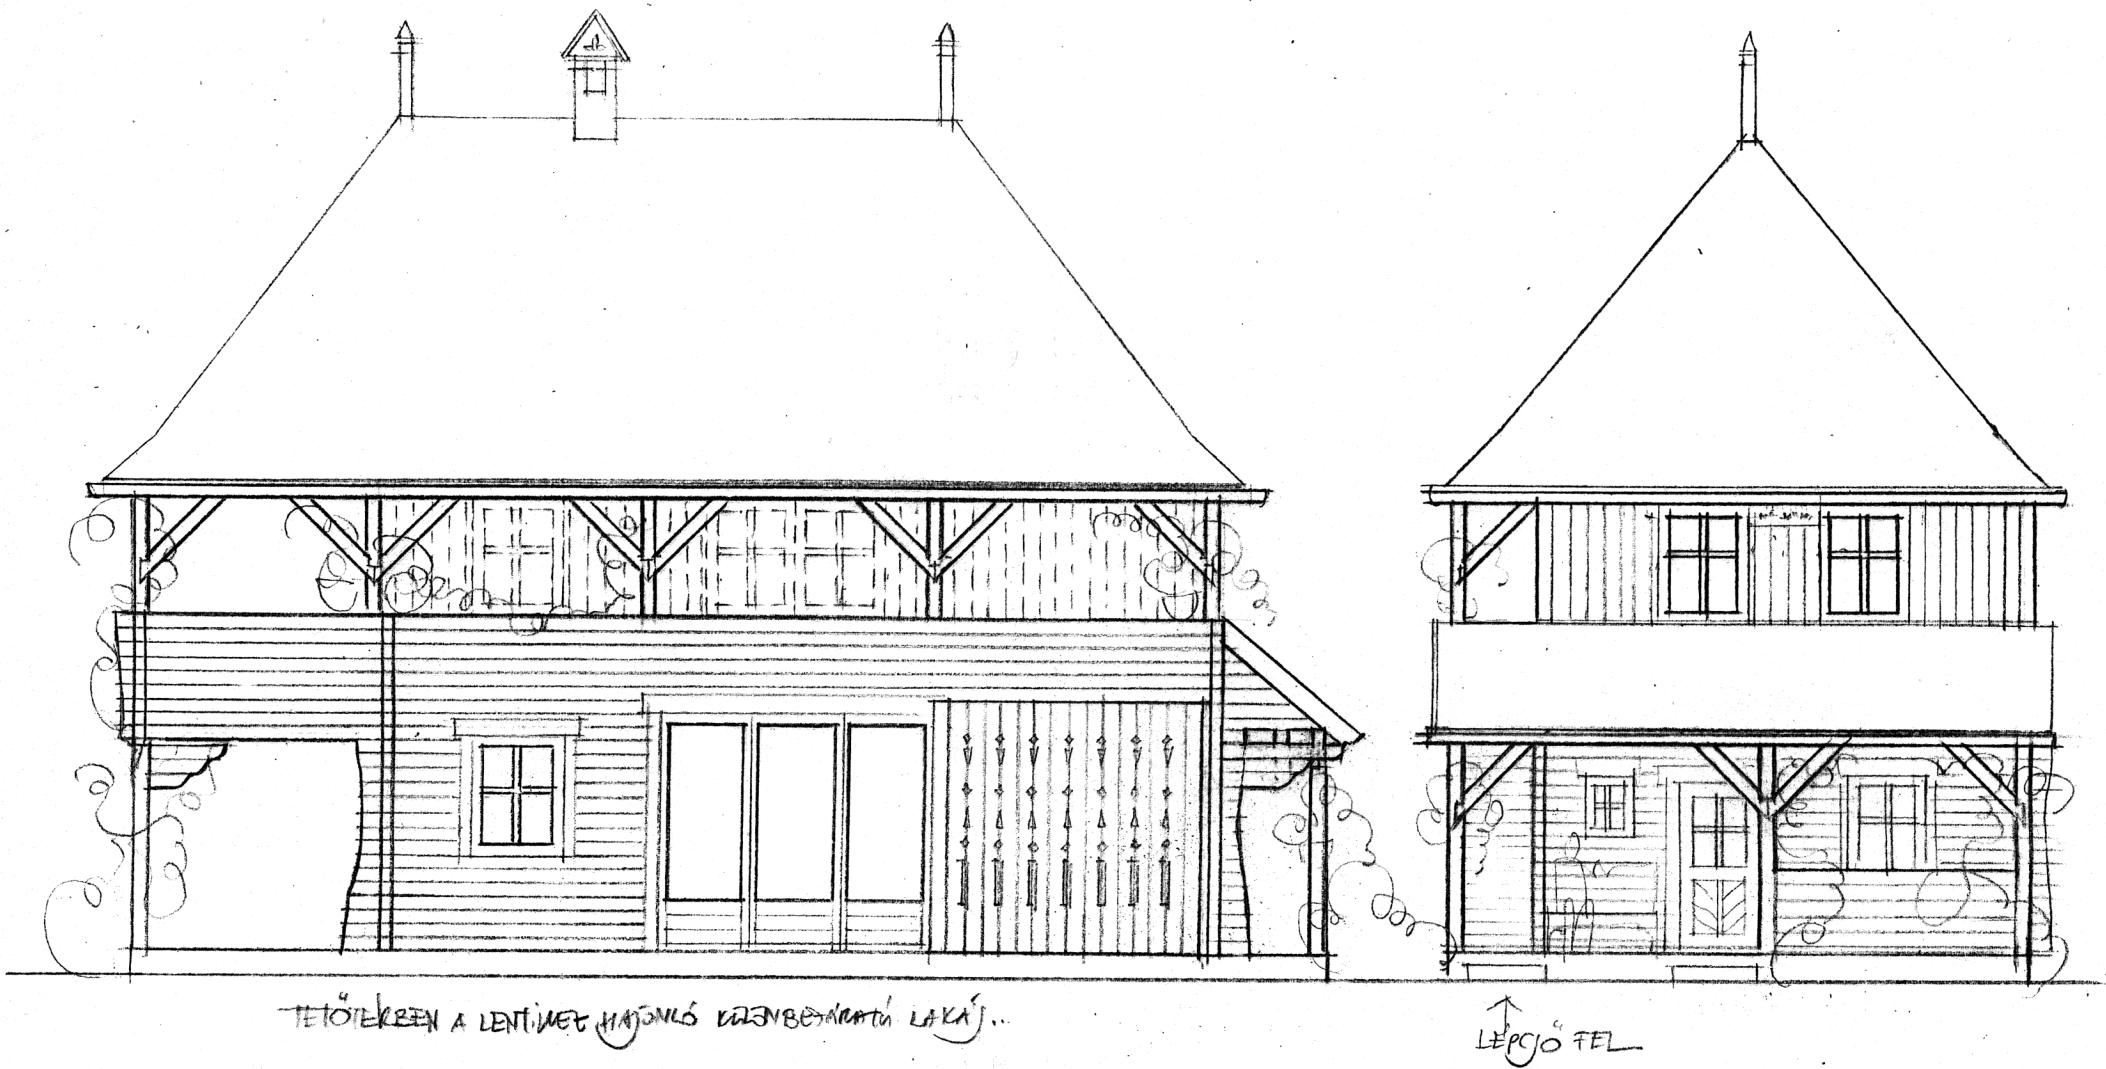 TETŐTÉRBEN A LENTIHEZ HASONLÓ KÜLÖNBEJÁRATÚ LAKÁS..
LÉPCSŐ FEL